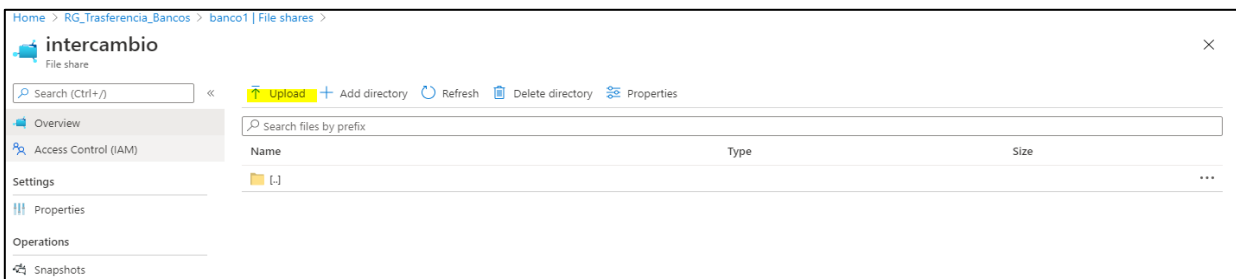 Home > RG_Trasferencia_Bancos > banco1 | File shares >
intercambio
File share
Search (Ctrl+/)
«
Upload
Add directory
Refresh
Delete directory
Properties
Overview
Search files by prefix
Access Control (IAM)
Name
Type
Size
Settings
[..]
Properties
Operations
Snapshots